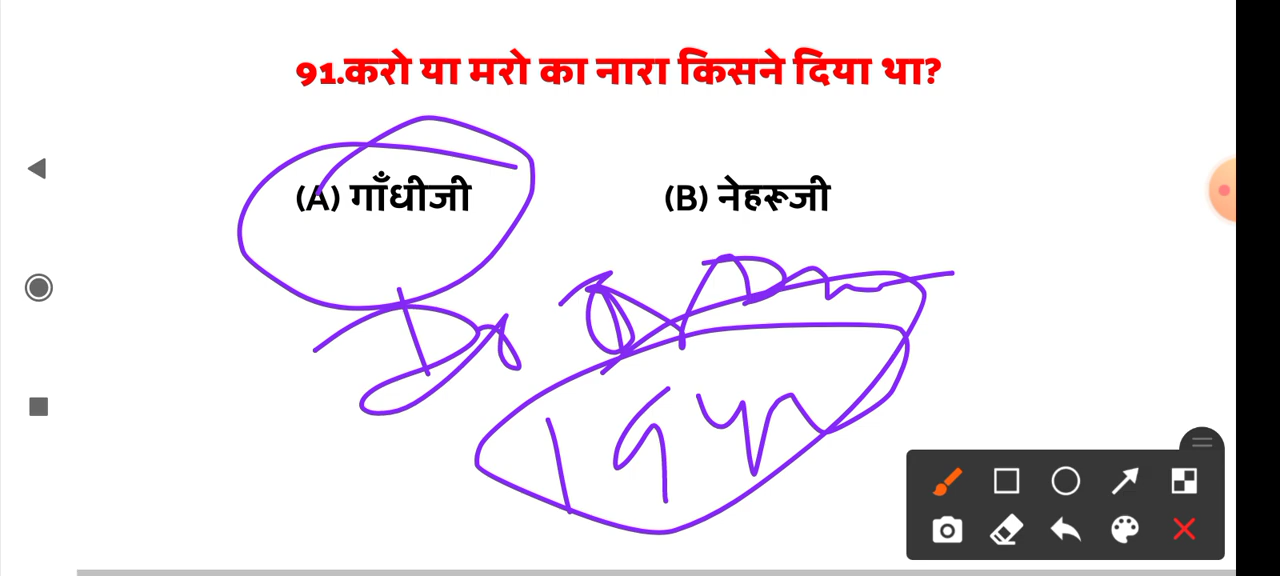 91.करो या मरो का नारा किसने दिया था?
(A) गाँधीजी (B) नेहरूजी